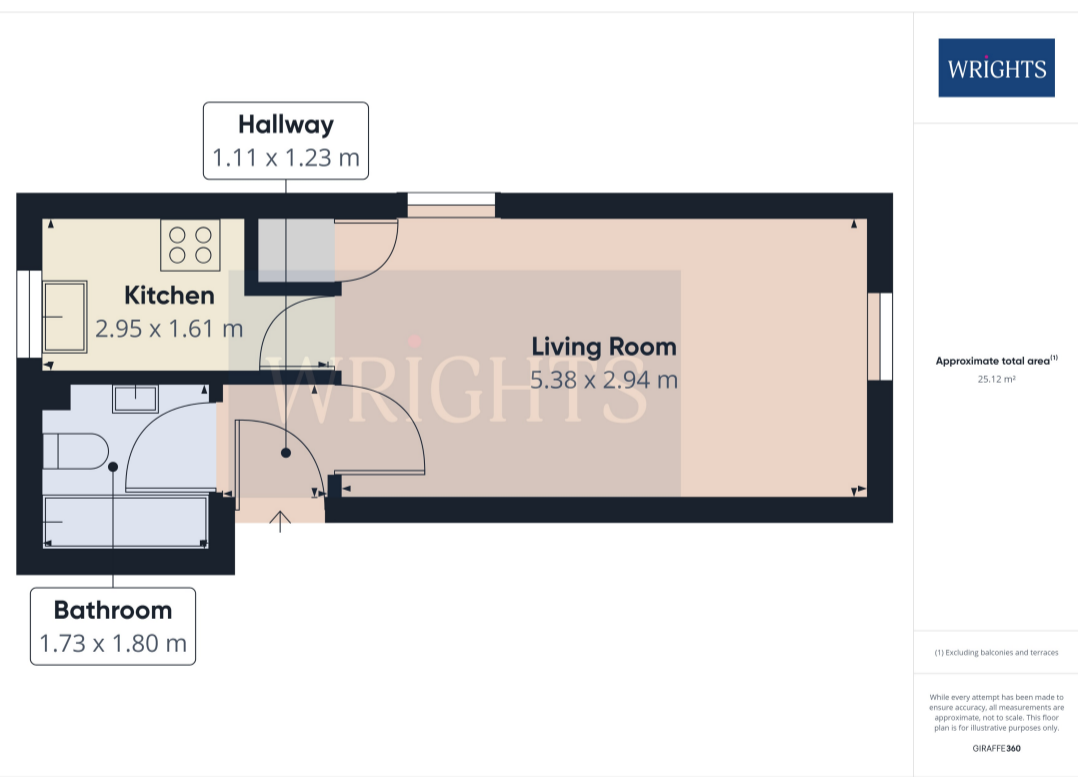 WRIGHTS
Hallway
1.11 x 1.23 m
Kitchen
2.95 x 1.61 m
Living Room
5.38 x 2.94 m
WRIGHTS
Bathroom
1.73 x 1.80 m
Approximate total area(1)
25.12 m²
(1) Excluding balconies and terraces
While every attempt has been made to
ensure accuracy, all measurements are
approximate, not to scale. This floor
plan is for illustrative purposes only.
GIRAFFE360